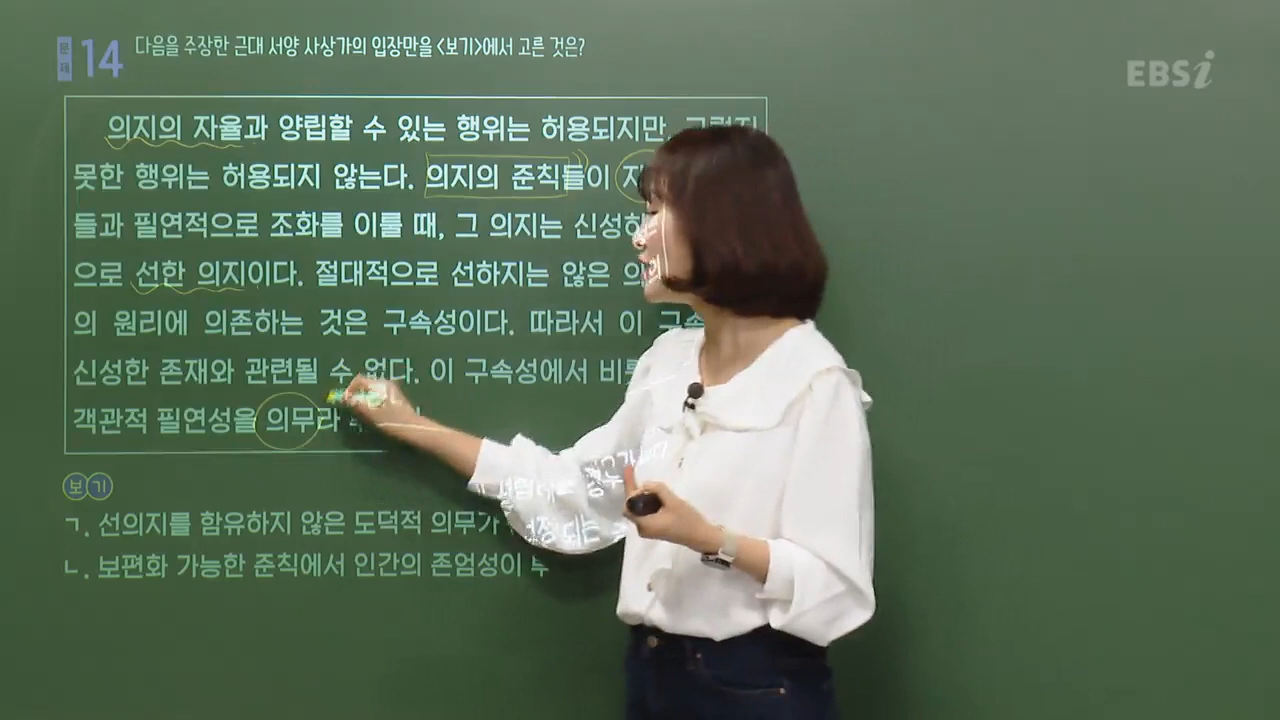 문제 14 다음을 주장한 근대 서양 사상가의 입장만을 <보기>에서 고른 것은?
EBSi
의지의 자율과 양립할 수 있는 행위는 허용되지만,
못한 행위는 허용되지 않는다. 의지의 준칙들이
들과 필연적으로 조화를 이룰 때, 그 의지는
으로 선한 의지이다. 절대적으로 선하지는 않은
의 원리에 의존하는 것은 구속성이다. 따라서 이
신성한 존재와 관련될 수 없다. 이 구속성에서
객관적 필연성을 의무라
보기
ㄱ. 선의지를 함유하지 않은 도덕적 의무가
ㄴ. 보편화 가능한 준칙에서 인간의 존엄성이